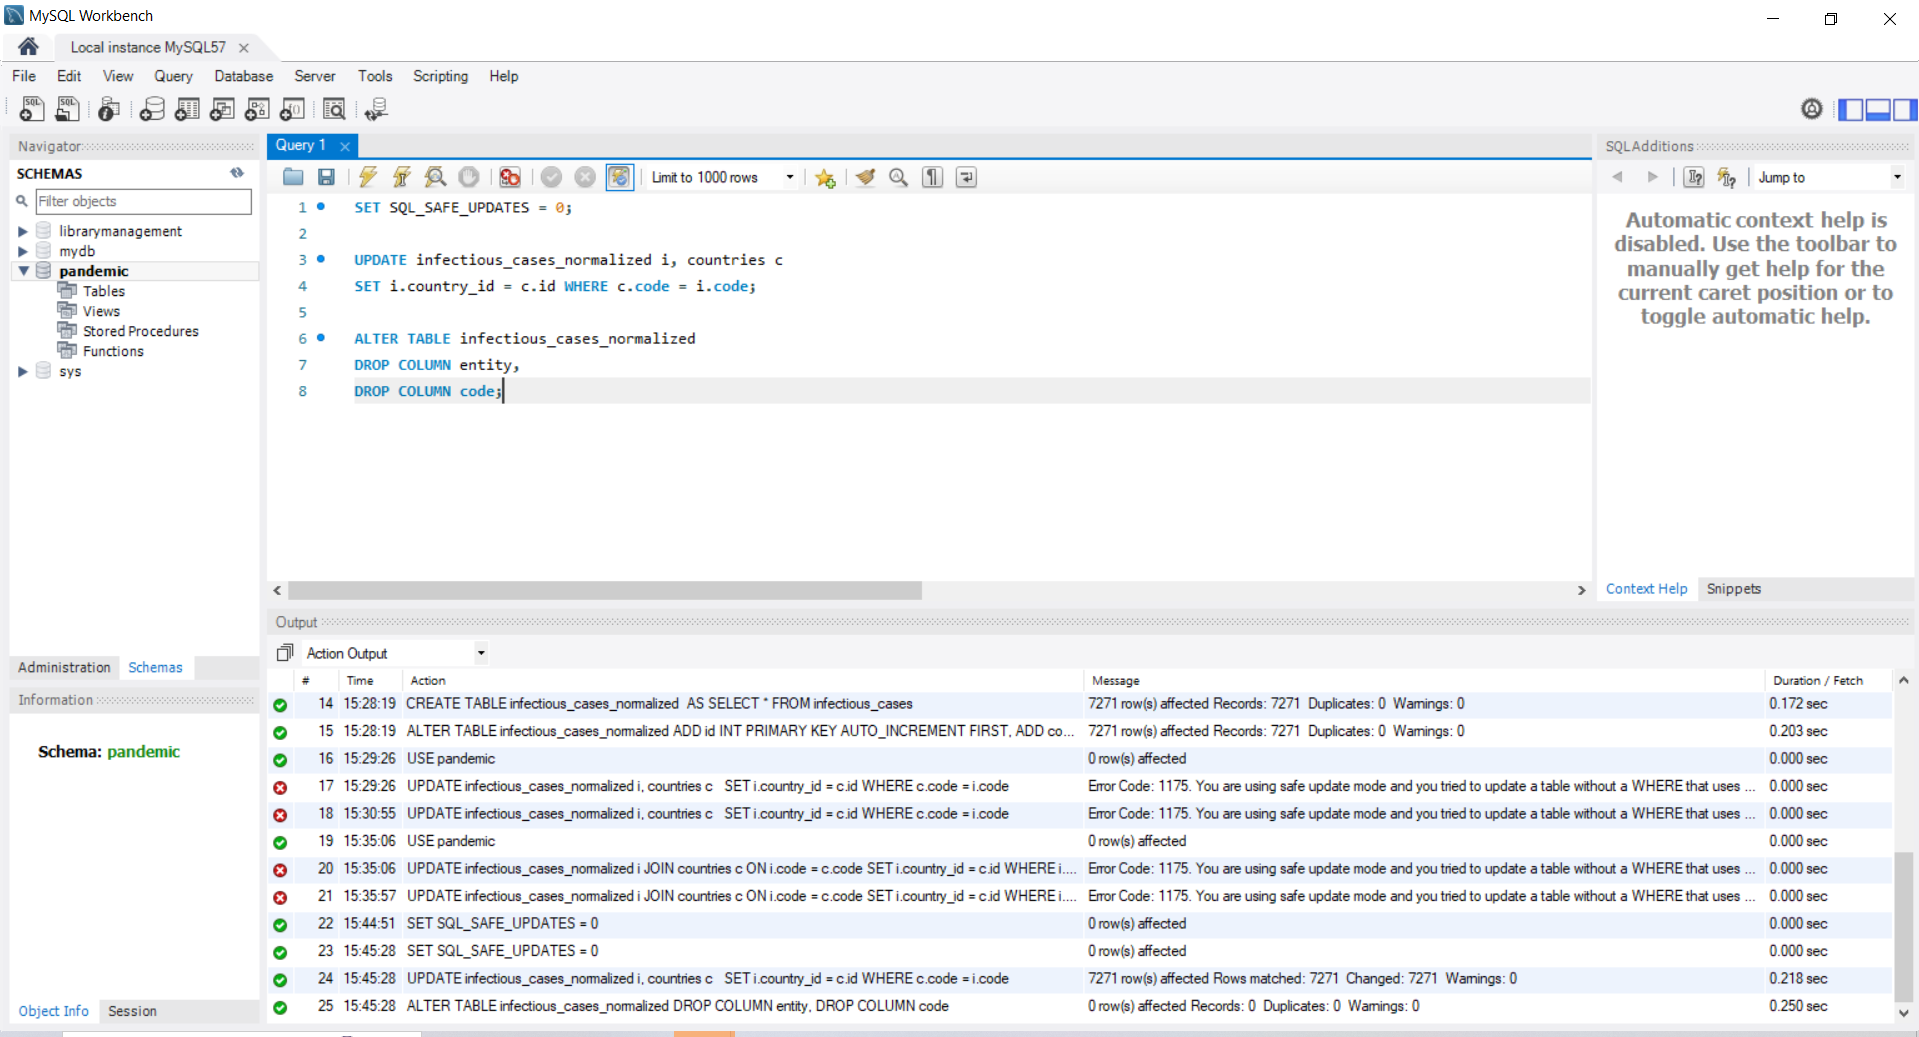 MySQL Workbench
Local instance MySQL57
File Edit View Query Database Server Tools Scripting Help
Navigator
SCHEMAS
Filter objects
librarymanagement
mydb
pandemic
Tables
Views
Stored Procedures
Functions
sys
Administration Schemas
Information
Schema: pandemic
Object Info Session
Query 1
Limit to 1000 rows
1 SET SQL_SAFE_UPDATES = 0;
2
3 UPDATE infectious_cases_normalized i, countries c
4 SET i.country_id = c.id WHERE c.code = i.code;
5
6 ALTER TABLE infectious_cases_normalized
7 DROP COLUMN entity,
8 DROP COLUMN code;
SQLAdditions
Jump to
Automatic context help is
disabled. Use the toolbar to
manually get help for the
current caret position or to
toggle automatic help.
Context Help Snippets
Output
Action Output
# Time Action Message Duration / Fetch
14 15:28:19 CREATE TABLE infectious_cases_normalized AS SELECT * FROM infectious_cases 7271 row(s) affected Records: 7271 Duplicates: 0 Warnings: 0 0.172 sec
15 15:28:19 ALTER TABLE infectious_cases_normalized ADD id INT PRIMARY KEY AUTO_INCREMENT FIRST, ADD co... 7271 row(s) affected Records: 7271 Duplicates: 0 Warnings: 0 0.203 sec
16 15:29:26 USE pandemic 0 row(s) affected 0.000 sec
17 15:29:26 UPDATE infectious_cases_normalized i, countries c SET i.country_id = c.id WHERE c.code = i.code Error Code: 1175. You are using safe update mode and you tried to update a table without a WHERE that uses ... 0.000 sec
18 15:30:55 UPDATE infectious_cases_normalized i, countries c SET i.country_id = c.id WHERE c.code = i.code Error Code: 1175. You are using safe update mode and you tried to update a table without a WHERE that uses ... 0.000 sec
19 15:35:06 USE pandemic 0 row(s) affected 0.000 sec
20 15:35:06 UPDATE infectious_cases_normalized i JOIN countries c ON i.code = c.code SET i.country_id = c.id WHERE i.... Error Code: 1175. You are using safe update mode and you tried to update a table without a WHERE that uses ... 0.000 sec
21 15:35:57 UPDATE infectious_cases_normalized i JOIN countries c ON i.code = c.code SET i.country_id = c.id WHERE i.... Error Code: 1175. You are using safe update mode and you tried to update a table without a WHERE that uses ... 0.000 sec
22 15:44:51 SET SQL_SAFE_UPDATES = 0 0 row(s) affected 0.000 sec
23 15:45:28 SET SQL_SAFE_UPDATES = 0 0 row(s) affected 0.000 sec
24 15:45:28 UPDATE infectious_cases_normalized i, countries c SET i.country_id = c.id WHERE c.code = i.code 7271 row(s) affected Rows matched: 7271 Changed: 7271 Warnings: 0 0.218 sec
25 15:45:28 ALTER TABLE infectious_cases_normalized DROP COLUMN entity, DROP COLUMN code 0 row(s) affected Records: 0 Duplicates: 0 Warnings: 0 0.250 sec